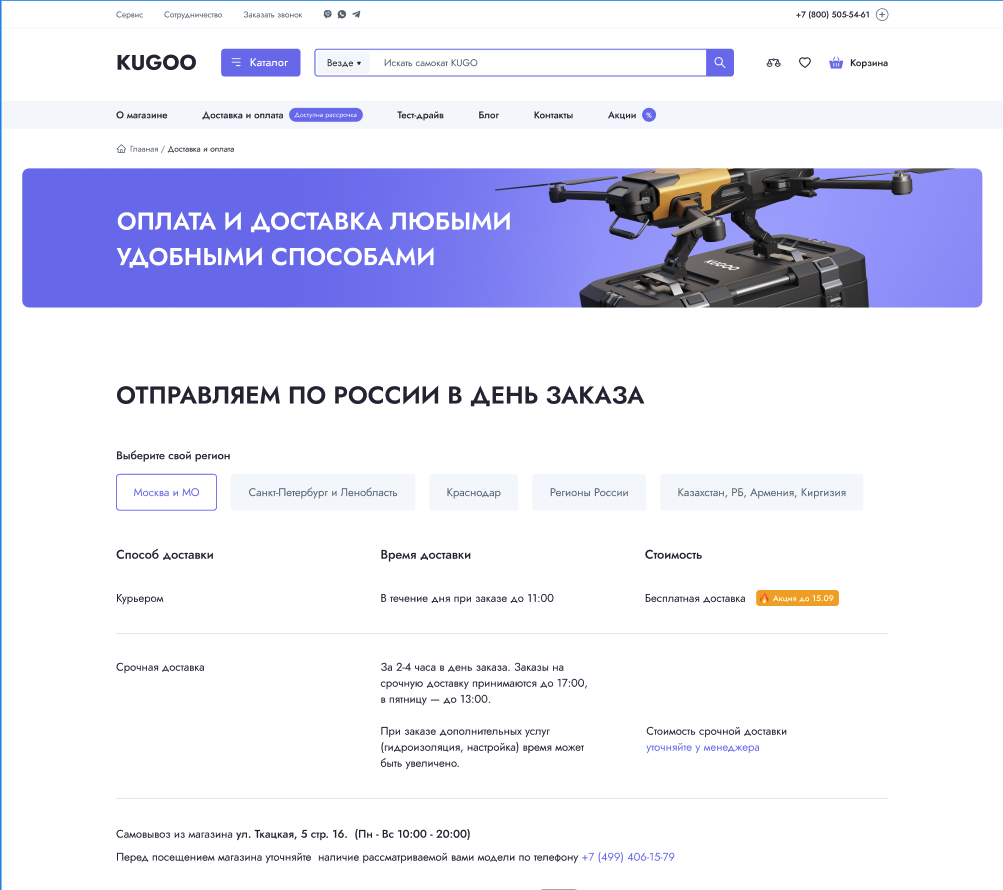 Сервис
Сотрудничество
Заказать звонок
+7 (800) 505-54-61
KUGOO
Каталог
Везде
Искать самокат KUGO
Корзина
О магазине
Доставка и оплата
Доступна рассрочка
Тест-драйв
Блог
Контакты
Акции
%
Главная / Доставка и оплата
ОПЛАТА И ДОСТАВКА ЛЮБЫМИ
УДОБНЫМИ СПОСОБАМИ
KUGOO
ОТПРАВЛЯЕМ ПО РОССИИ В ДЕНЬ ЗАКАЗА
Выберите свой регион
Москва и МО
Санкт-Петербург и Ленобласть
Краснодар
Регионы России
Казахстан, РБ, Армения, Киргизия
Способ доставки
Время доставки
Стоимость
Курьером
В течение дня при заказе до 11:00
Бесплатная доставка
Акция до 15.09
Срочная доставка
За 2-4 часа в день заказа. Заказы на
срочную доставку принимаются до 17:00,
в пятницу — до 13:00.
При заказе дополнительных услуг
(гидроизоляция, настройка) время может
быть увеличено.
Стоимость срочной доставки
уточняйте у менеджера
Самовывоз из магазина ул. Ткацкая, 5 стр. 16. (Пн - Вс 10:00 - 20:00)
Перед посещением магазина уточняйте наличие рассматриваемой вами модели по телефону +7 (499) 406-15-79